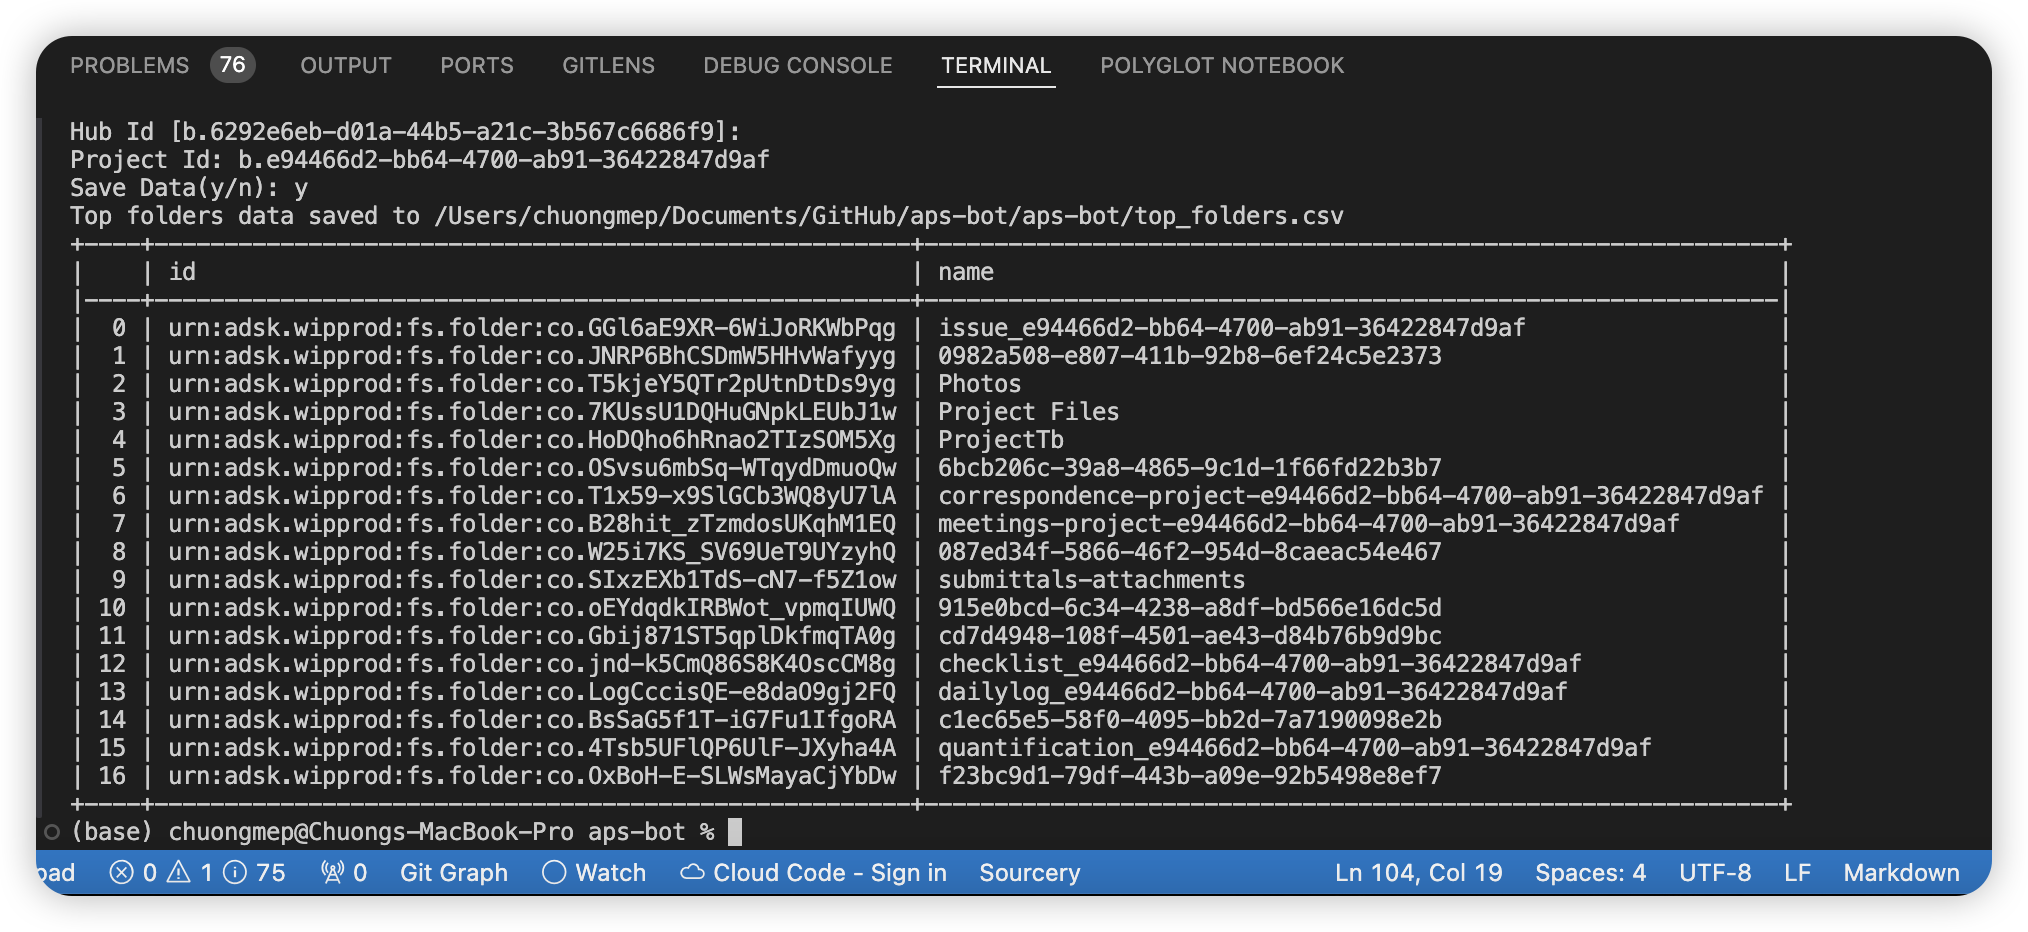 PROBLEMS 76 OUTPUT PORTS GITLENS DEBUG CONSOLE TERMINAL POLYGLOT NOTEBOOK
Hub Id [b.6292e6eb-d01a-44b5-a21c-3b567c6686f9]:
Project Id: b.e94466d2-bb64-4700-ab91-36422847d9af
Save Data(y/n): y
Top folders data saved to /Users/chuongmep/Documents/GitHub/aps-bot/aps-bot/top_folders.csv
| | id | name |
| 0 | urn:adsk.wipprod:fs.folder:co.GGl6aE9XR-6WiJoRKWbPqg | issue_e94466d2-bb64-4700-ab91-36422847d9af |
| 1 | urn:adsk.wipprod:fs.folder:co.JNRP6BhCSDmW5HHvWafyyg | 0982a508-e807-411b-92b8-6ef24c5e2373 |
| 2 | urn:adsk.wipprod:fs.folder:co.T5kjeY5QTr2pUtnDtDs9yg | Photos |
| 3 | urn:adsk.wipprod:fs.folder:co.7KUssU1DQHuGNpkLEUbJ1w | Project Files |
| 4 | urn:adsk.wipprod:fs.folder:co.HoDQho6hRnao2TIzSOM5Xg | ProjectTb |
| 5 | urn:adsk.wipprod:fs.folder:co.OSvsu6mbSq-WTqydDmuoQw | 6bcb206c-39a8-4865-9c1d-1f66fd22b3b7 |
| 6 | urn:adsk.wipprod:fs.folder:co.T1x59-x9SlGCb3WQ8yU7lA | correspondence-project-e94466d2-bb64-4700-ab91-36422847d9af |
| 7 | urn:adsk.wipprod:fs.folder:co.B28hit_zTzmdosUKqhM1EQ | meetings-project-e94466d2-bb64-4700-ab91-36422847d9af |
| 8 | urn:adsk.wipprod:fs.folder:co.W25i7KS_SV69UeT9UYzyhQ | 087ed34f-5866-46f2-954d-8caeac54e467 |
| 9 | urn:adsk.wipprod:fs.folder:co.SIxzEXb1TdS-cN7-f5Z1ow | submittals-attachments |
| 10 | urn:adsk.wipprod:fs.folder:co.oEYdqdkIRBWot_vpmqIUWQ | 915e0bcd-6c34-4238-a8df-bd566e16dc5d |
| 11 | urn:adsk.wipprod:fs.folder:co.Gbij871ST5qplDkfmqTA0g | cd7d4948-108f-4501-ae43-d84b76b9d9bc |
| 12 | urn:adsk.wipprod:fs.folder:co.jnd-k5CmQ86S8K4OscCM8g | checklist_e94466d2-bb64-4700-ab91-36422847d9af |
| 13 | urn:adsk.wipprod:fs.folder:co.LogCccisQE-e8daO9gj2FQ | dailylog_e94466d2-bb64-4700-ab91-36422847d9af |
| 14 | urn:adsk.wipprod:fs.folder:co.BsSaG5f1T-iG7Fu1IfgoRA | c1ec65e5-58f0-4095-bb2d-7a7190098e2b |
| 15 | urn:adsk.wipprod:fs.folder:co.4Tsb5UFlQP6UlF-JXyha4A | quantification_e94466d2-bb64-4700-ab91-36422847d9af |
| 16 | urn:adsk.wipprod:fs.folder:co.OxBoH-E-SLWsMayaCjYbDw | f23bc9d1-79df-443b-a09e-92b5498e8ef7 |
(base) chuongmep@Chuongs-MacBook-Pro aps-bot %
0 1 75 0 Git Graph Watch Cloud Code - Sign in Sourcery Ln 104, Col 19 Spaces: 4 UTF-8 LF Markdown